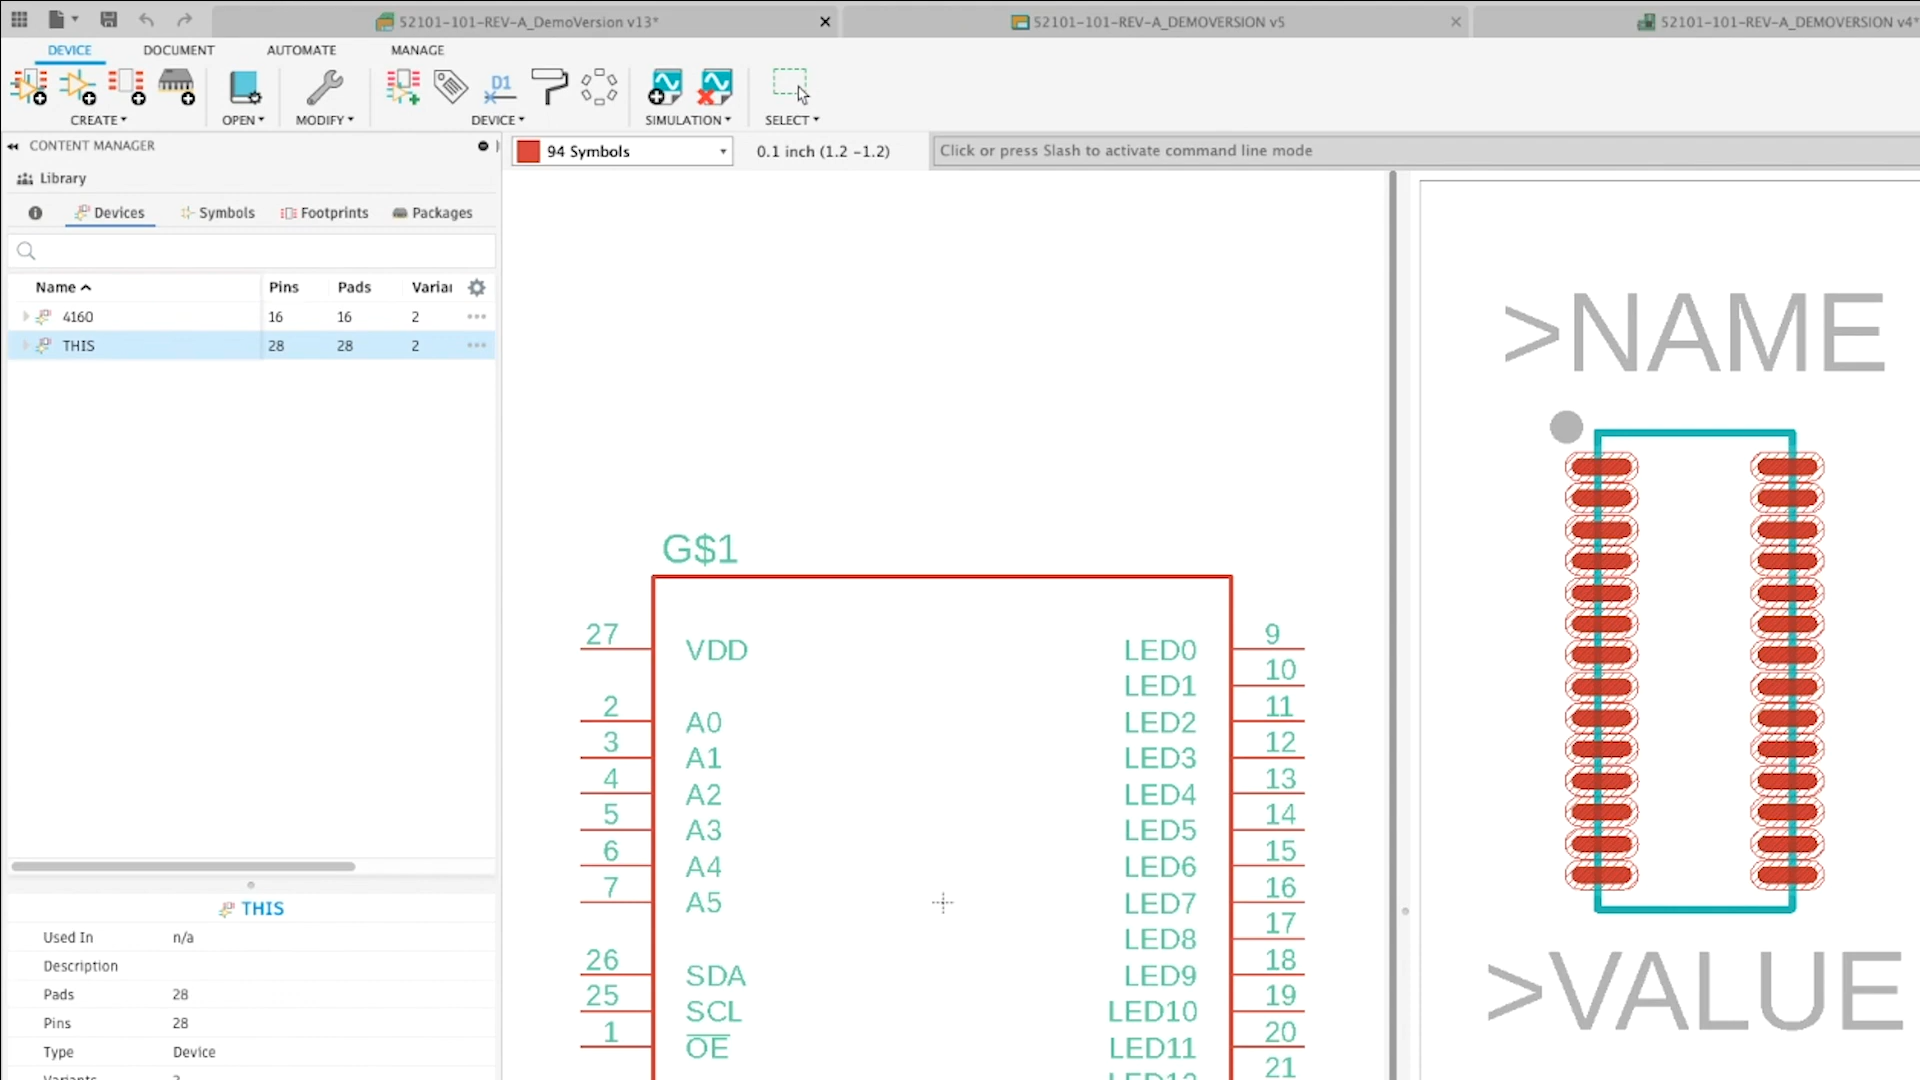 52101-101-REV-A_DemoVersion v13*
52101-101-REV-A_DEMOVERSION v5
52101-101-REV-A_DEMOVERSION v4*
DEVICE DOCUMENT AUTOMATE MANAGE
D1
CREATE OPEN MODIFY DEVICE SIMULATION SELECT
CONTENT MANAGER
94 Symbols
0.1 inch (1.2 -1.2)
Click or press Slash to activate command line mode
Library
Devices Symbols Footprints Packages
Name Pins Pads Varia
4160 16 16 2
THIS 28 28 2
THIS
Used In n/a
Description
Pads 28
Pins 28
Type Device
Variants 2
G$1
27 VDD
2 A0
3 A1
4 A2
5 A3
6 A4
7 A5
26 SDA
25 SCL
1 OE
LED0 9
LED1 10
LED2 11
LED3 12
LED4 13
LED5 14
LED6 15
LED7 16
LED8 17
LED9 18
LED10 19
LED11 20
LED12 21
>NAME
>VALUE